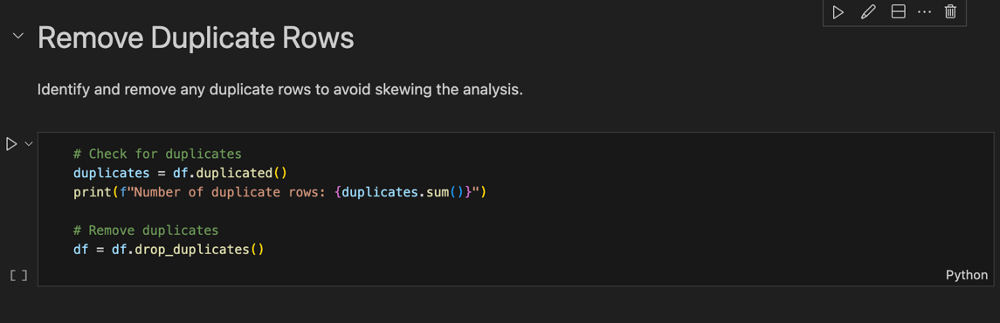 Remove Duplicate Rows
Identify and remove any duplicate rows to avoid skewing the analysis.
# Check for duplicates
duplicates = df.duplicated()
print(f"Number of duplicate rows: {duplicates.sum()}")
# Remove duplicates
df = df.drop_duplicates()
[ ]
Python